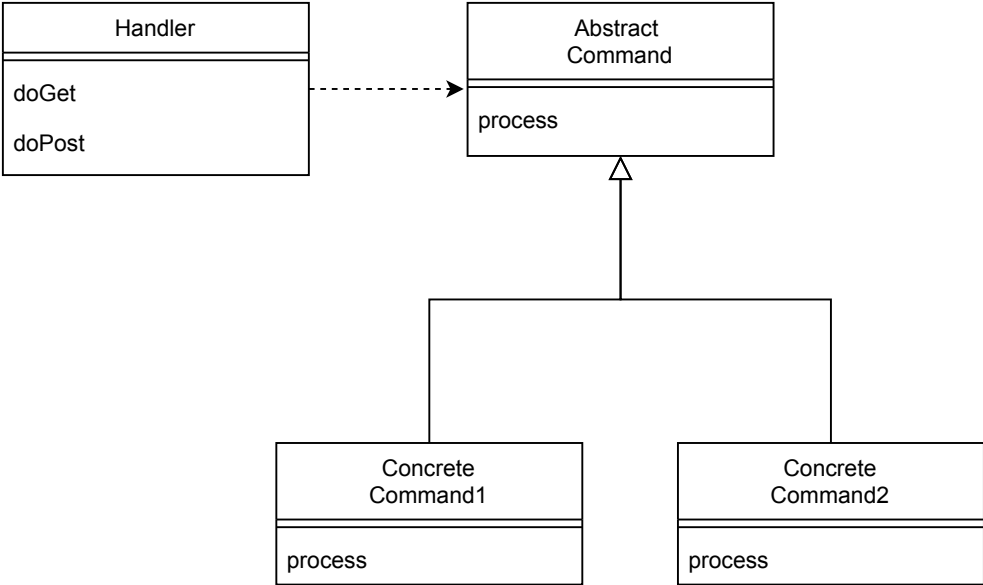 Handler
doGet
doPost
Abstract
Command
process
Concrete
Command1
process
Concrete
Command2
process